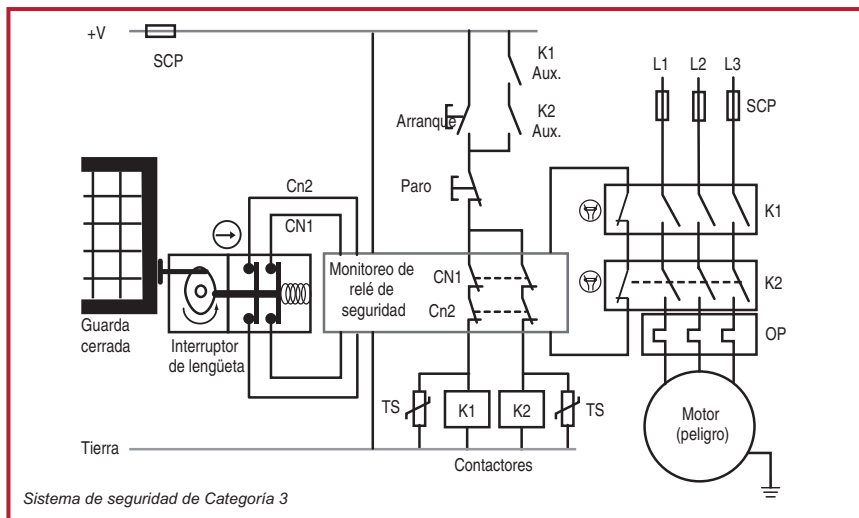 +V
SCP
K1
Aux.
L1
L2
L3
SCP
Arranque
K2
Aux.
Paro
Cn2
CN1
K1
Monitoreo de
relé de
seguridad
CN1
Cn2
K2
Guarda
cerrada
Interruptor
de lengüeta
OP
TS
K1
K2
TS
Motor
(peligro)
Tierra
Contactores
Sistema de seguridad de Categoría 3